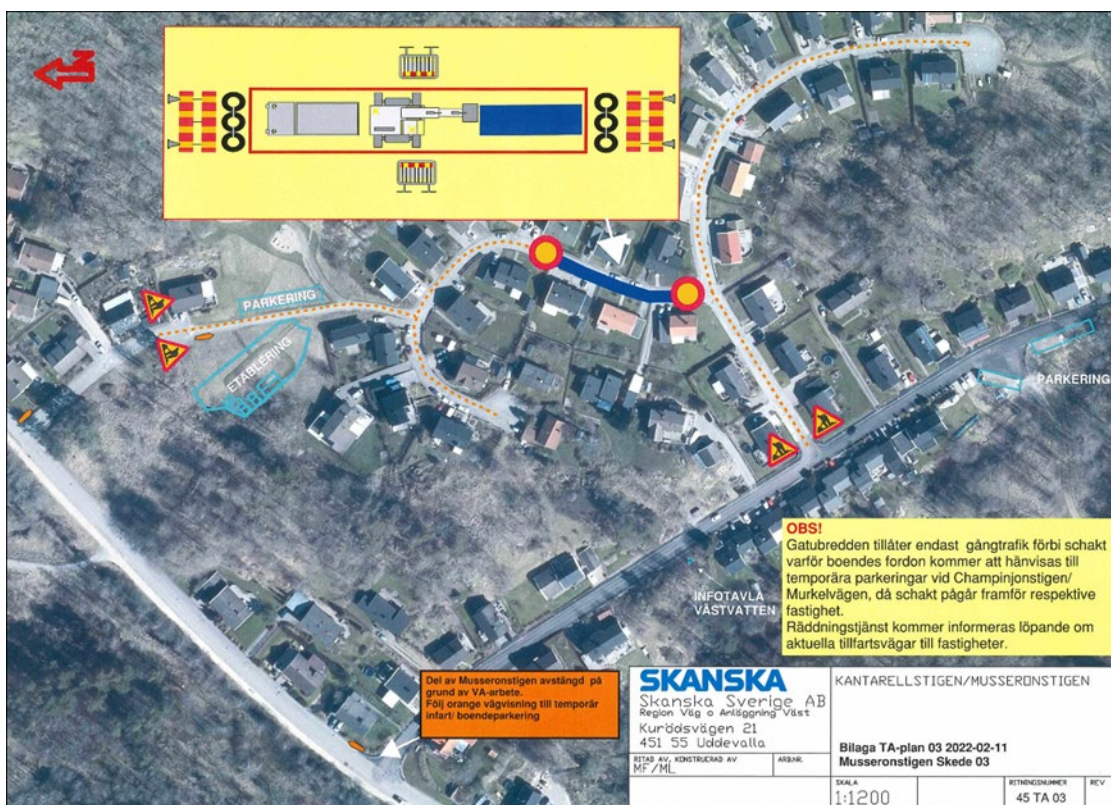 N
PARKERING
ETABLERING
PARKERING
INFOTAVLA
VÄSTVATTEN
OBS!
Gatubredden tillåter endast gångtrafik förbi schakt
varför boendes fordon kommer att hänvisas till
temporära parkeringar vid Champinjonstigen/
Murkelvägen, då schakt pågår framför respektive
fastighet.
Räddningstjänst kommer informeras löpande om
aktuella tillfartsvägar till fastigheter.
Del av Musseronstigen avstängd på
grund av VA-arbete.
Följ orange vägvisning till temporär
infart/ boendeparkering
SKANSKA
Skanska Sverige AB
Region Väg o Anläggning Väst
Kurödsvägen 21
451 55 Uddevalla
RITAD AV, KONSTRUERAD AV
MF/ML
ARB.NR.
KANTARELLSTIGEN/MUSSERONSTIGEN
Bilaga TA-plan 03 2022-02-11
Musseronstigen Skede 03
SKALA
1:1200
RITNINGSNUMMER
45 TA 03
REV